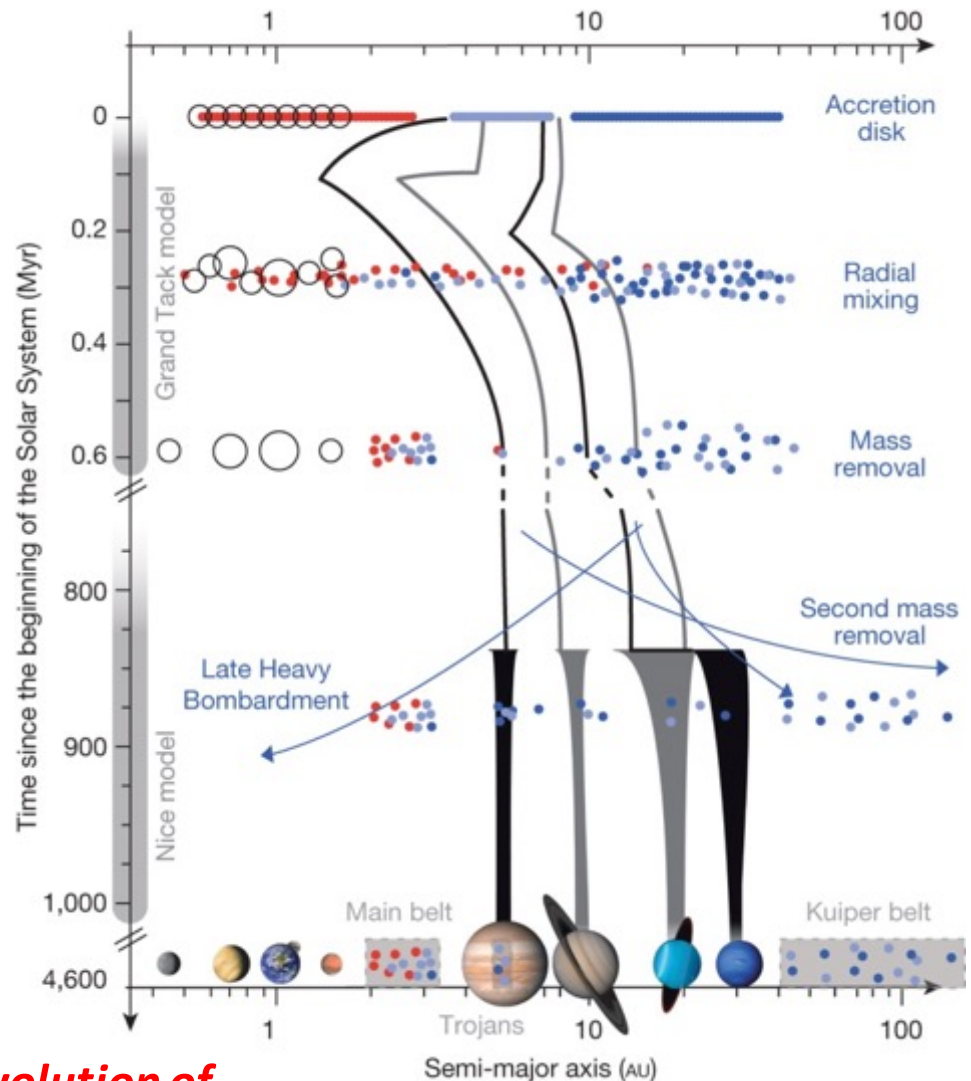 1 10 100
0
Accretion
disk
Grand Tack model
0.2
Radial
mixing
0.4
Mass
removal
0.6
Time since the beginning of the Solar System (Myr)
800
Second mass
removal
Late Heavy
Bombardment
900
Nice model
1,000
Main belt
Kuiper belt
4,600
Trojans
1 10 100
Semi-major axis (AU)
volution of